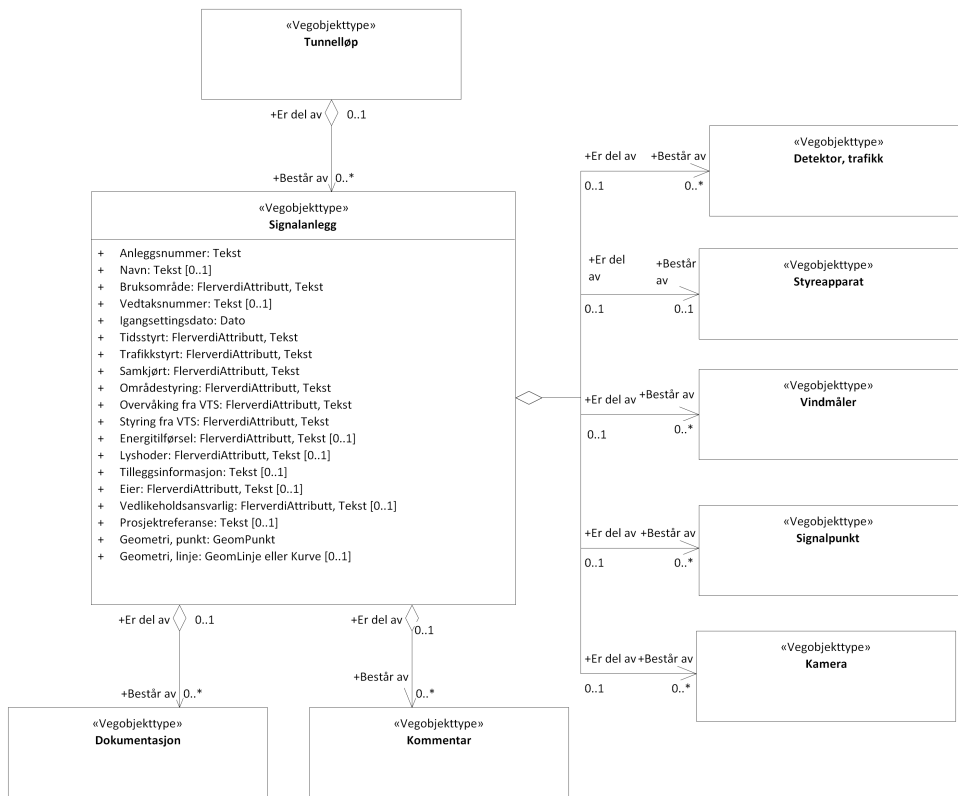 «Vegobjekttype»
Tunnelløp
+Er del av 0..1
+Består av 0..*
«Vegobjekttype»
Signalanlegg
+ Anleggsnummer: Tekst
+ Navn: Tekst [0..1]
+ Bruksområde: FlerverdiAttributt, Tekst
+ Vedtaksnummer: Tekst [0..1]
+ Igangsettingsdato: Dato
+ Tidsstyrt: FlerverdiAttributt, Tekst
+ Trafikkstyrt: FlerverdiAttributt, Tekst
+ Samkjørt: FlerverdiAttributt, Tekst
+ Områdestyring: FlerverdiAttributt, Tekst
+ Overvåking fra VTS: FlerverdiAttributt, Tekst
+ Styring fra VTS: FlerverdiAttributt, Tekst
+ Energitilførsel: FlerverdiAttributt, Tekst [0..1]
+ Lyshoder: FlerverdiAttributt, Tekst [0..1]
+ Tilleggsinformasjon: Tekst [0..1]
+ Eier: FlerverdiAttributt, Tekst [0..1]
+ Vedlikeholdsansvarlig: FlerverdiAttributt, Tekst [0..1]
+ Prosjektreferanse: Tekst [0..1]
+ Geometri, punkt: GeomPunkt
+ Geometri, linje: GeomLinje eller Kurve [0..1]
+Er del av +Består av
0..1 0..*
«Vegobjekttype»
Detektor, trafikk
+Er del
av
+Består
av
0..1 0..1
«Vegobjekttype»
Styreapparat
+Er del av +Består av
0..1 0..*
«Vegobjekttype»
Vindmåler
+Er del av +Består av
0..1 0..*
«Vegobjekttype»
Signalpunkt
+Er del av +Består av
0..1 0..*
«Vegobjekttype»
Kamera
+Er del av 0..1
+Består av 0..*
«Vegobjekttype»
Dokumentasjon
+Er del av 0..1
+Består av
0..*
«Vegobjekttype»
Kommentar